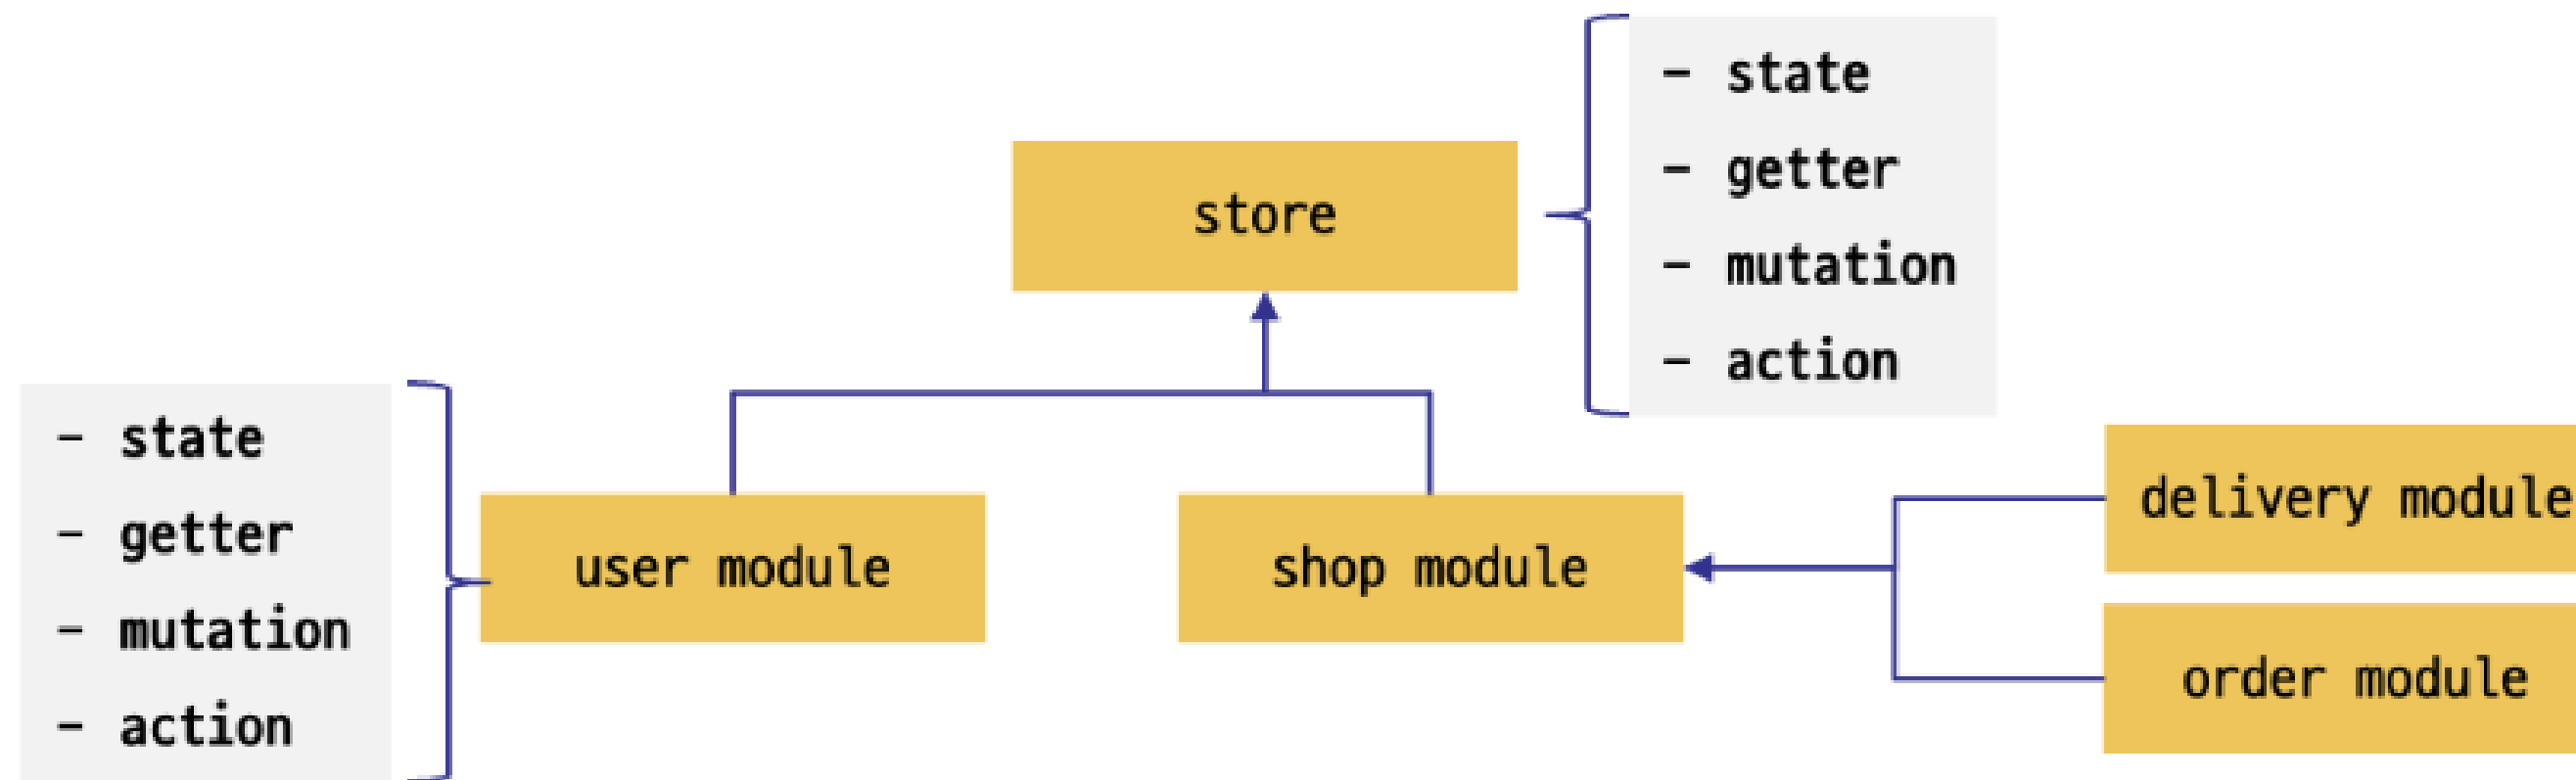 store
- state
- getter
- mutation
- action
- state
- getter
- mutation
- action
user module
shop module
delivery module
order module